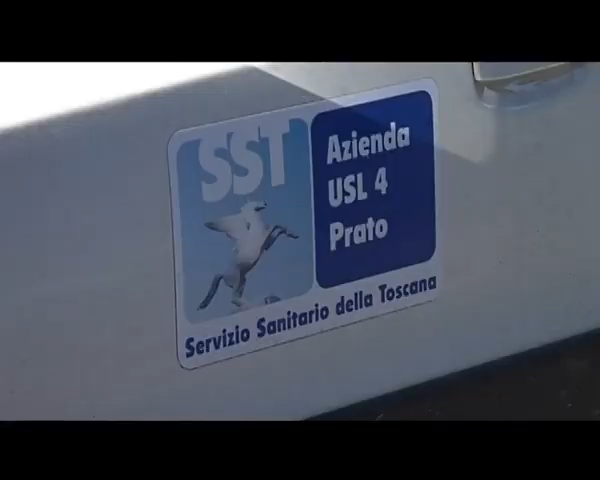 SST
Azienda
USL 4
Prato
Servizio Sanitario della Toscana